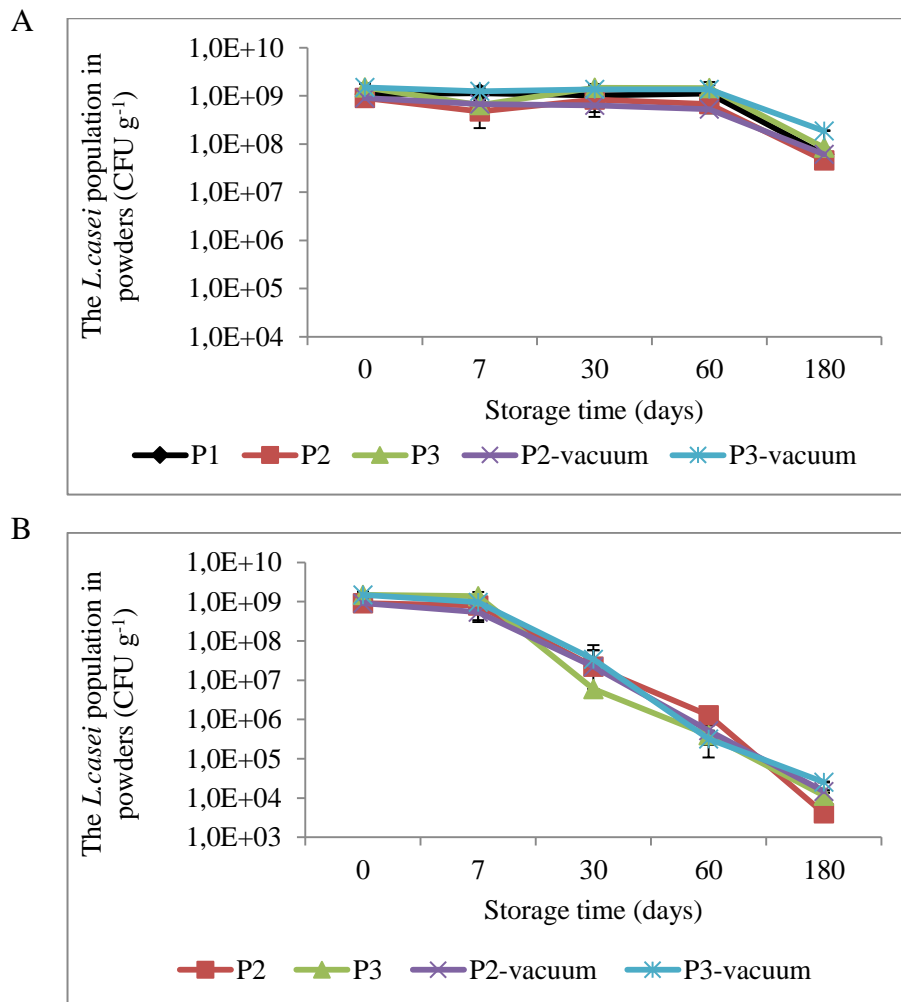 A
The L.casei population in
powders (CFU g-1)
1,0E+10
1,0E+09
1,0E+08
1,0E+07
1,0E+06
1,0E+05
1,0E+04
0 7 30 60 180
Storage time (days)
P1 P2 P3 P2-vacuum P3-vacuum
B
The L.casei population in
powders (CFU g-1)
1,0E+10
1,0E+09
1,0E+08
1,0E+07
1,0E+06
1,0E+05
1,0E+04
1,0E+03
0 7 30 60 180
Storage time (days)
P2 P3 P2-vacuum P3-vacuum